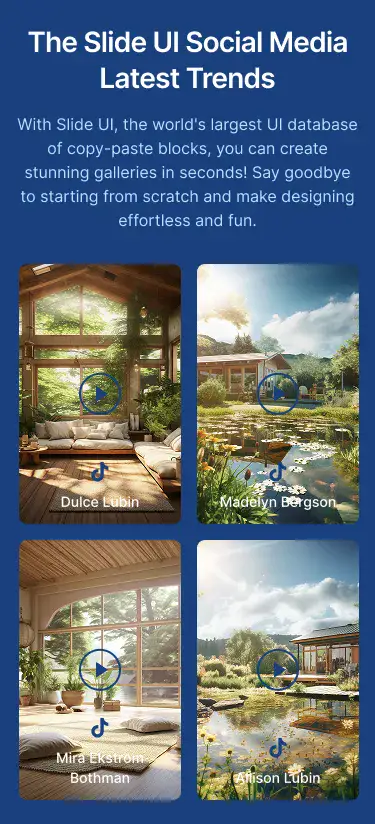 The Slide UI Social Media
Latest Trends
With Slide UI, the world's largest UI database
of copy-paste blocks, you can create
stunning galleries in seconds! Say goodbye
to starting from scratch and make designing
effortless and fun.
Dulce Lubin
Madelyn Bergson
Mira Ekstrom
Bothman
Allison Lubin